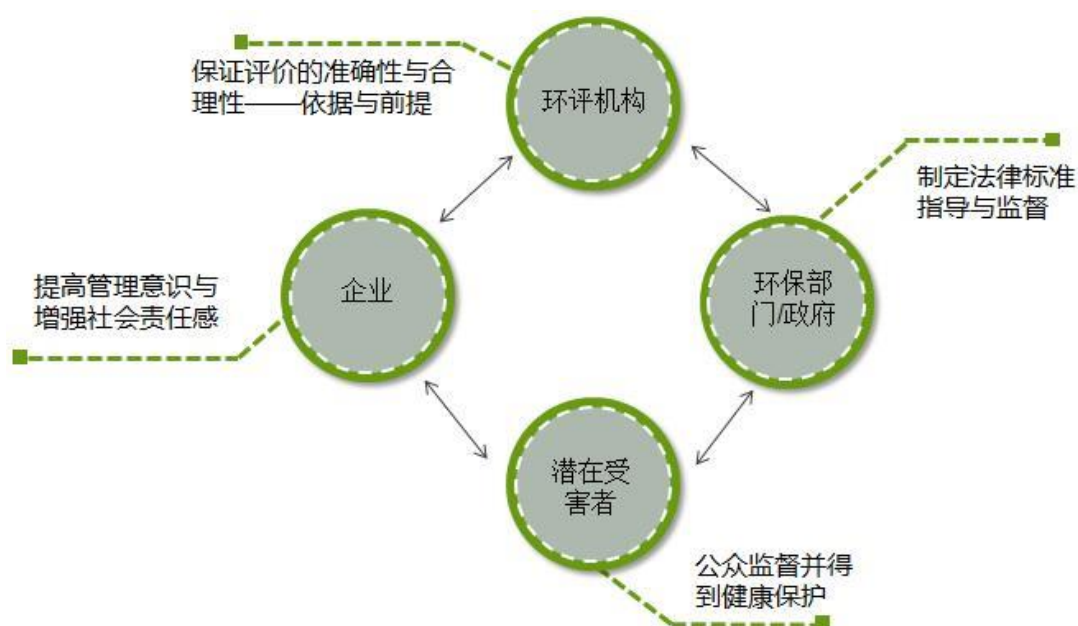 保证评价的准确性与合
理性——依据与前提
环评机构
制定法律标准
指导与监督
提高管理意识与
增强社会责任感
企业
环保部
门/政府
潜在受
害者
公众监督并得
到健康保护